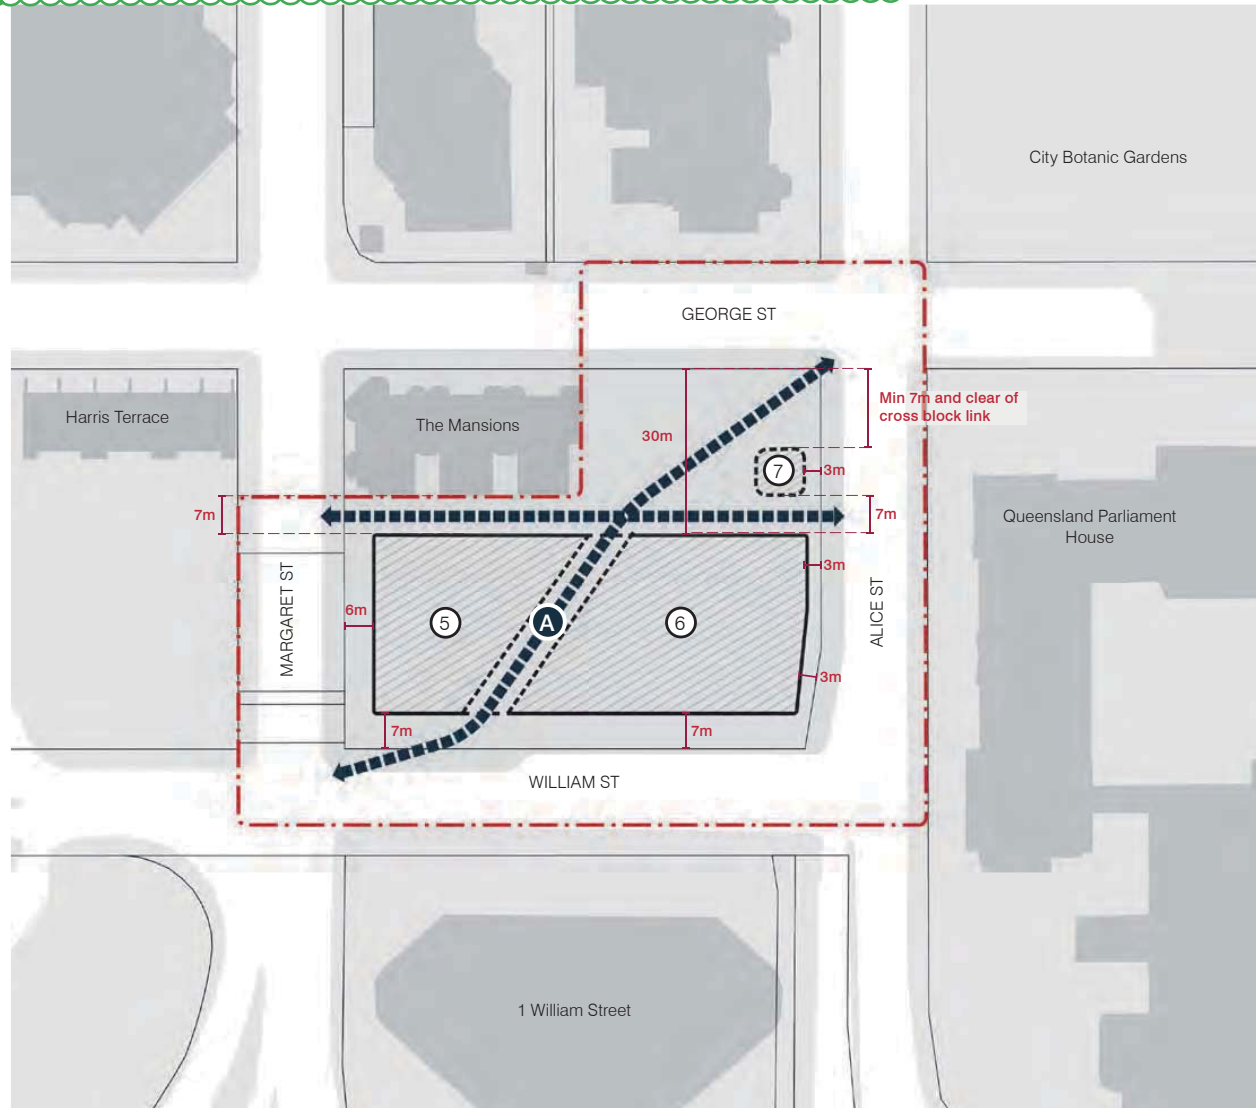 City Botanic Gardens
GEORGE ST
Min 7m and clear of
cross block link
Harris Terrace
The Mansions
30m
7
3m
7m
7m
Queensland Parliament
House
3m
MARGARET ST
6m
5
A
6
ALICE ST
3m
7m
7m
WILLIAM ST
1 William Street